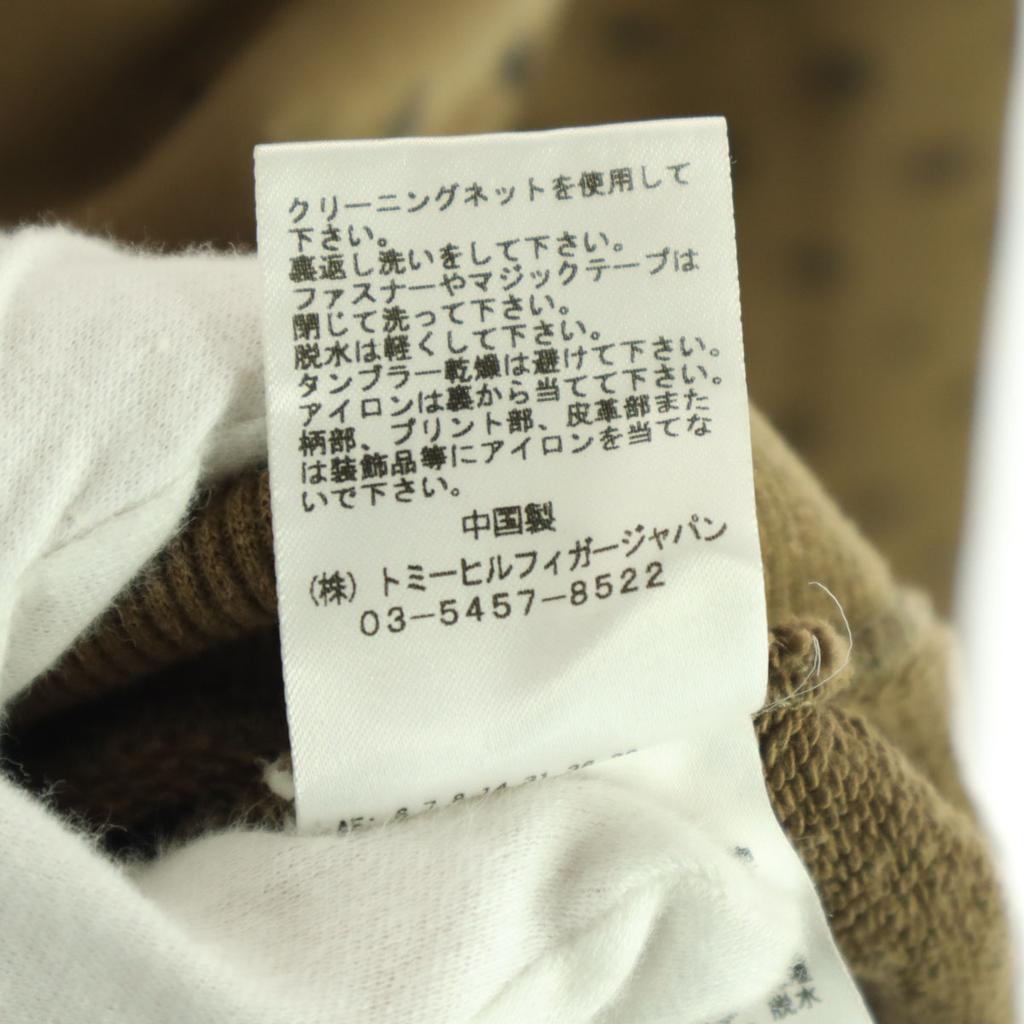 クリーニングネットを使用して
下さい。
裏返し洗いをして下さい。
ファスナーやマジックテープは
閉じて洗って下さい。
脱水は軽くして下さい。
タンブラー乾燥は避けて下さい。
アイロンは裏から当てて下さい。
柄部、プリント部、皮革部また
は装飾品等にアイロンを当てな
いで下さい。
中国製
(株) トミーヒルフィガージャパン
03-5457-8522
脱水